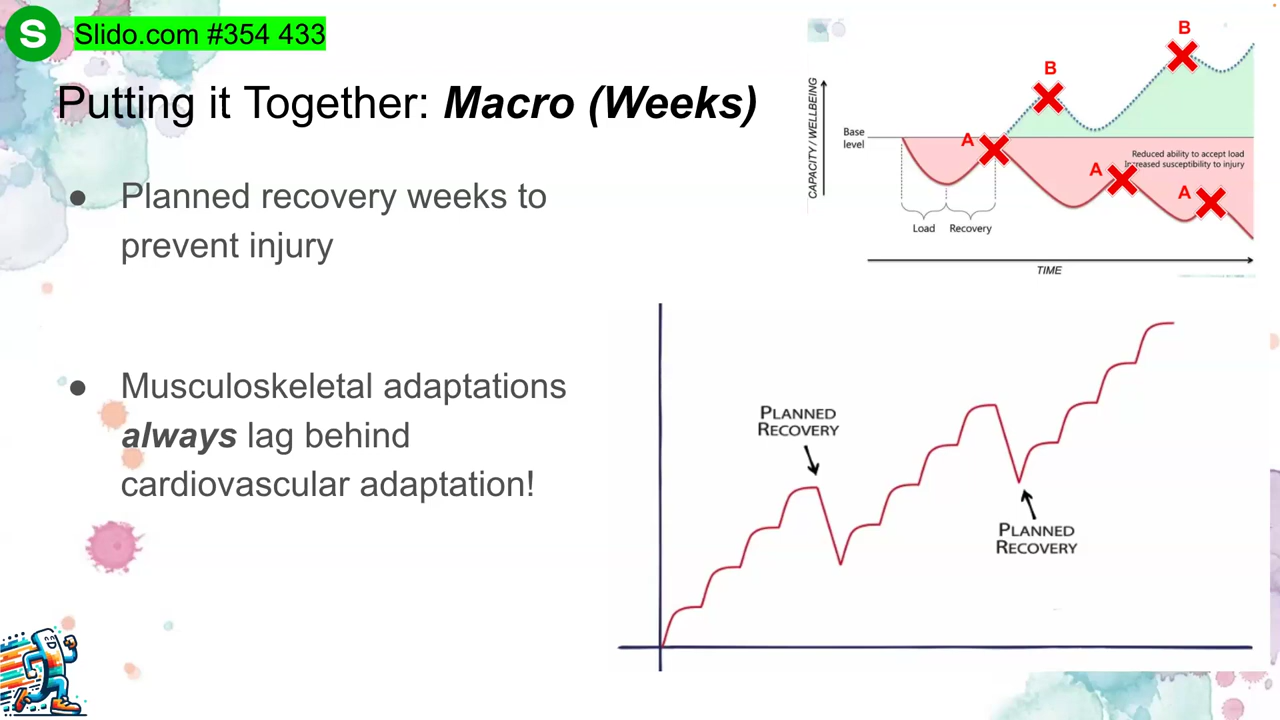 S
Slido.com #354 433
Putting it Together: Macro (Weeks)
● Planned recovery weeks to
prevent injury
● Musculoskeletal adaptations
always lag behind
cardiovascular adaptation!
CAPACITY / WELLBEING
B
B
A
Base
level
Reduced ability to accept load
Increased susceptibility to injury
A
A
Load
Recovery
TIME
PLANNED
RECOVERY
PLANNED
RECOVERY